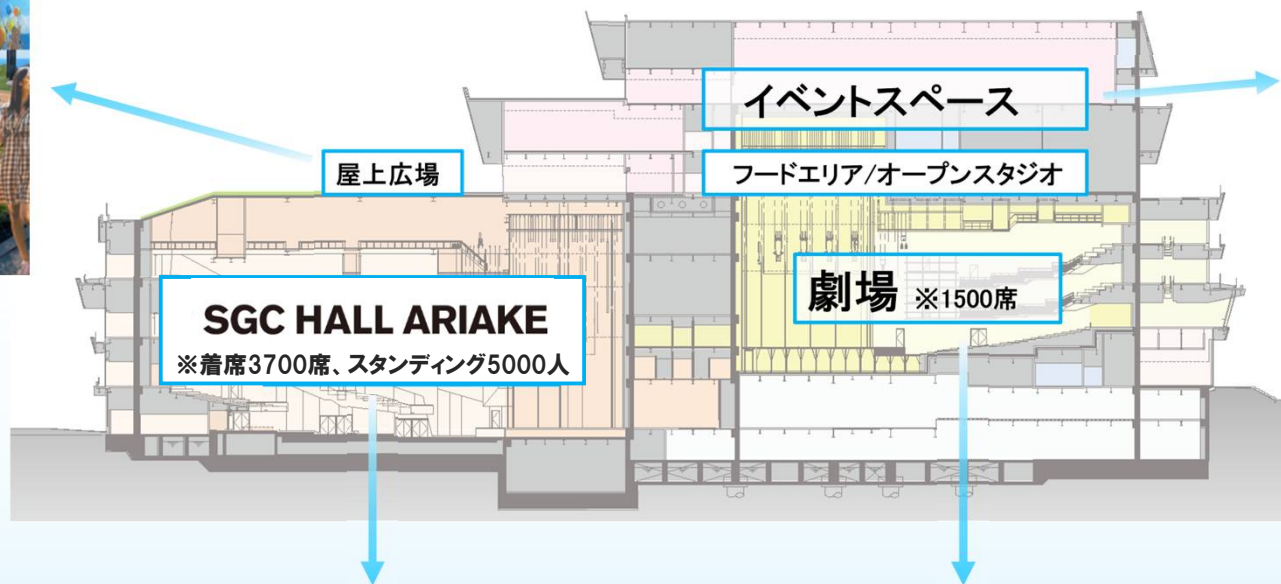 イベントスペース
屋上広場
フードエリア/オープンスタジオ
SGC HALL ARIAKE
※着席3700席、スタンディング5000人
劇場 ※1500席